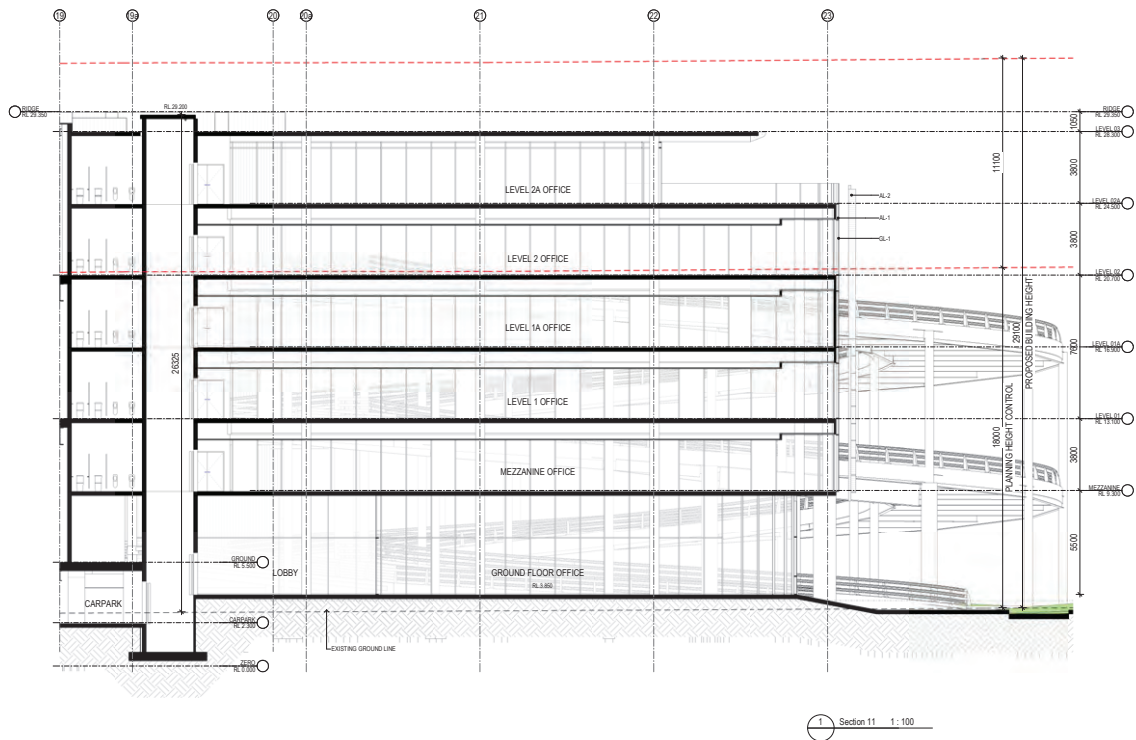 19
19a
20
20a
21
22
23
RL 29.200
RIDGE
RL 29.350
RIDGE
RL 29.350
1050
LEVEL 03
RL 28.300
11100
3800
LEVEL 2A OFFICE
AL-2
LEVEL 02A
RL 24.500
AL-1
GL-1
3800
LEVEL 2 OFFICE
LEVEL 02
RL 20.700
LEVEL 1A OFFICE
26325
29100
PROPOSED BUILDING HEIGHT
7600
LEVEL 01A
RL 16.900
LEVEL 1 OFFICE
LEVEL 01
RL 13.100
18000
PLANNING HEIGHT CONTROL
3800
MEZZANINE OFFICE
MEZZANINE
RL 9.300
5500
GROUND
RL 5.500
LOBBY
GROUND FLOOR OFFICE
RL 3.850
CARPARK
CARPARK
RL 2.300
EXISTING GROUND LINE
ZERO
RL 0.000
1 Section 11 1 : 100